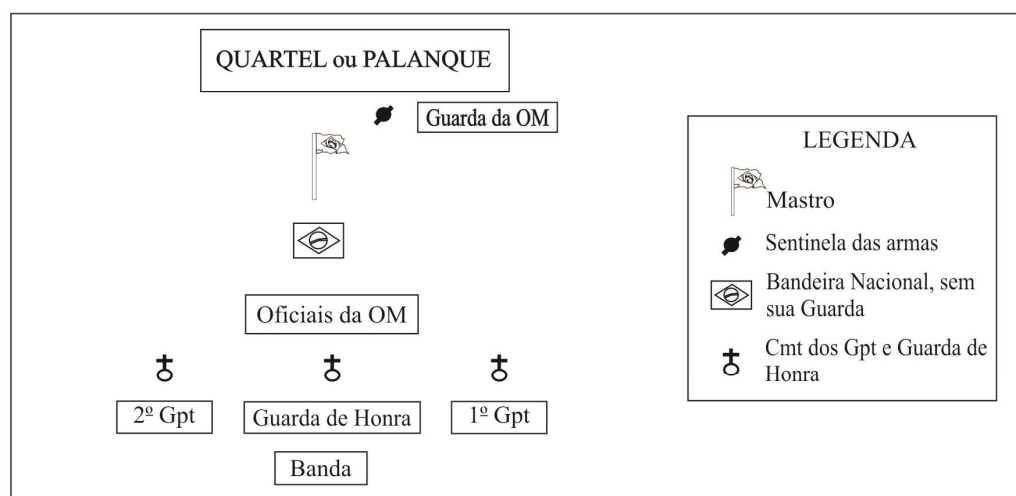 QUARTEL ou PALANQUE
Guarda da OM
Oficiais da OM
2º Gpt
Guarda de Honra
1º Gpt
Banda
LEGENDA
Mastro
Sentinela das armas
Bandeira Nacional, sem
sua Guarda
Cmt dos Gpt e Guarda de
Honra